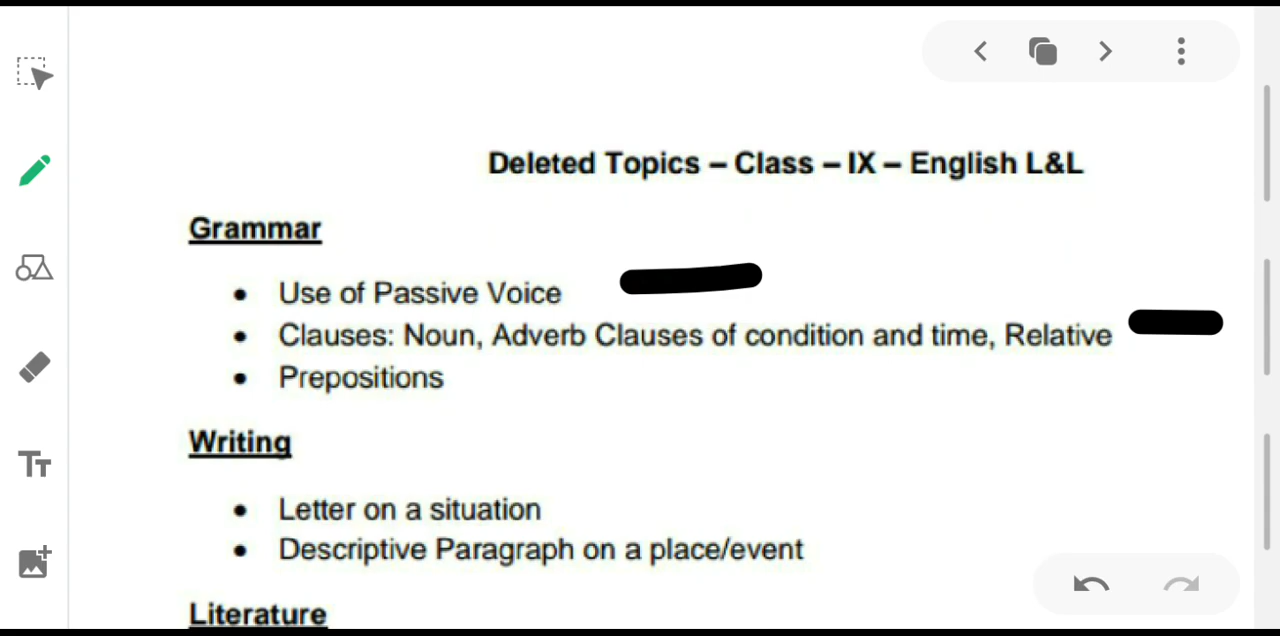 Deleted Topics – Class – IX – English L&L
Grammar
• Use of Passive Voice
• Clauses: Noun, Adverb Clauses of condition and time, Relative
• Prepositions
Writing
• Letter on a situation
• Descriptive Paragraph on a place/event
Literature